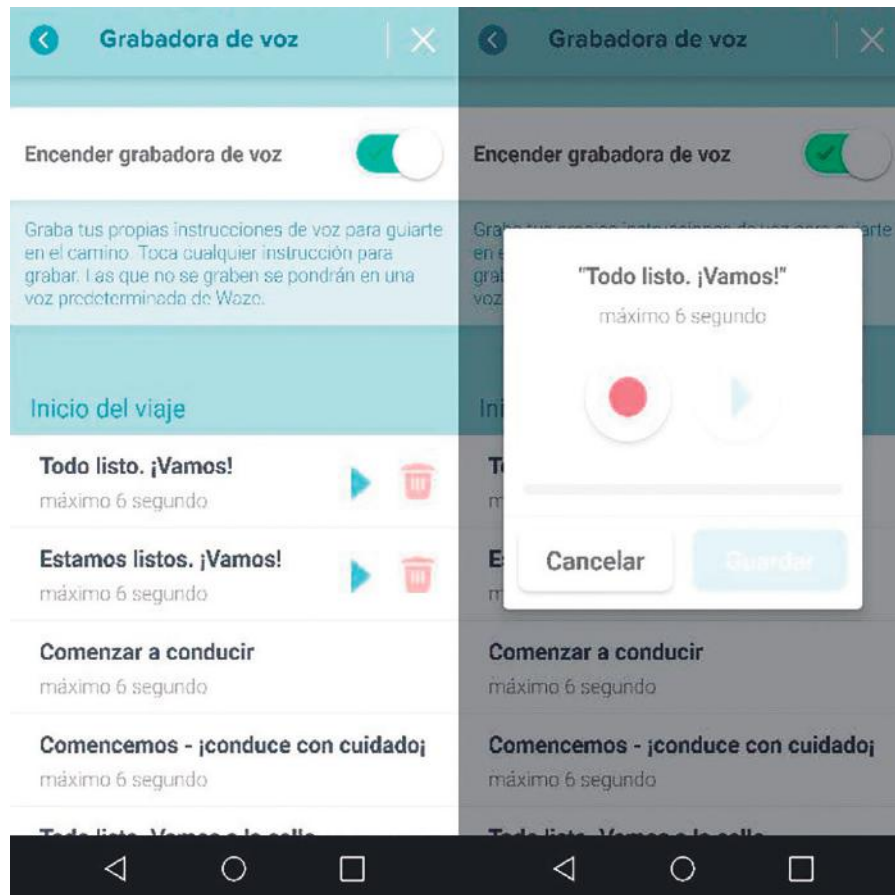 Grabadora de voz
Encender grabadora de voz
Graba tus propias instrucciones de voz para guiarte
en el camino. Toca cualquier instrucción para
grabar. Las que no se graben se pondrán en una
voz predeterminada de Waze.
Inicio del viaje
Todo listo. ¡Vamos!
máximo 6 segundo
Estamos listos. ¡Vamos!
máximo 6 segundo
Comenzar a conducir
máximo 6 segundo
Comencemos - ¡conduce con cuidado¡
máximo 6 segundo
Grabadora de voz
Encender grabadora de voz
"Todo listo. ¡Vamos!"
máximo 6 segundo
Cancelar
Guardar
Comenzar a conducir
máximo 6 segundo
Comencemos - ¡conduce con cuidado¡
máximo 6 segundo